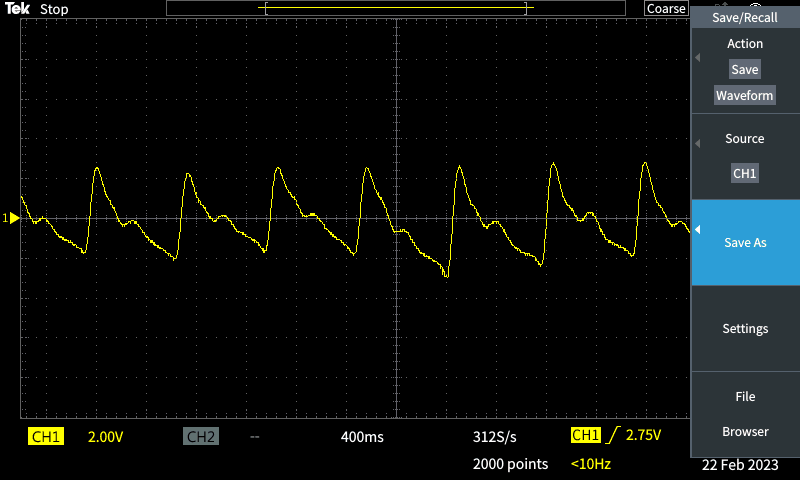 Tek Stop
Coarse
Save/Recall
Action
Save
Waveform
Source
CH1
Save As
Settings
File
Browser
1
CH1 2.00V CH2 -- 400ms 312S/s CH1 2.75V
2000 points <10Hz 22 Feb 2023